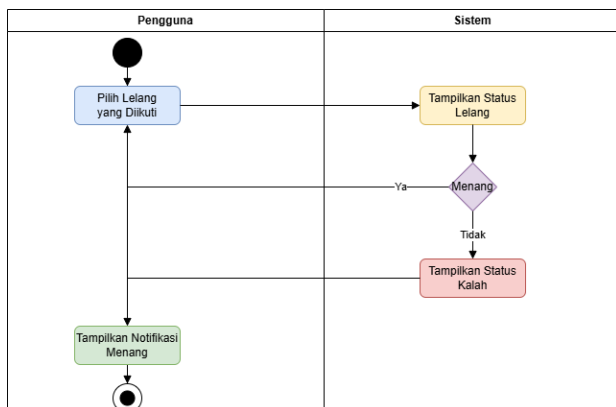 Pengguna
Sistem
Pilih Lelang
yang Diikuti
Tampilkan Status
Lelang
Menang
Ya
Tidak
Tampilkan Status
Kalah
Tampilkan Notifikasi
Menang